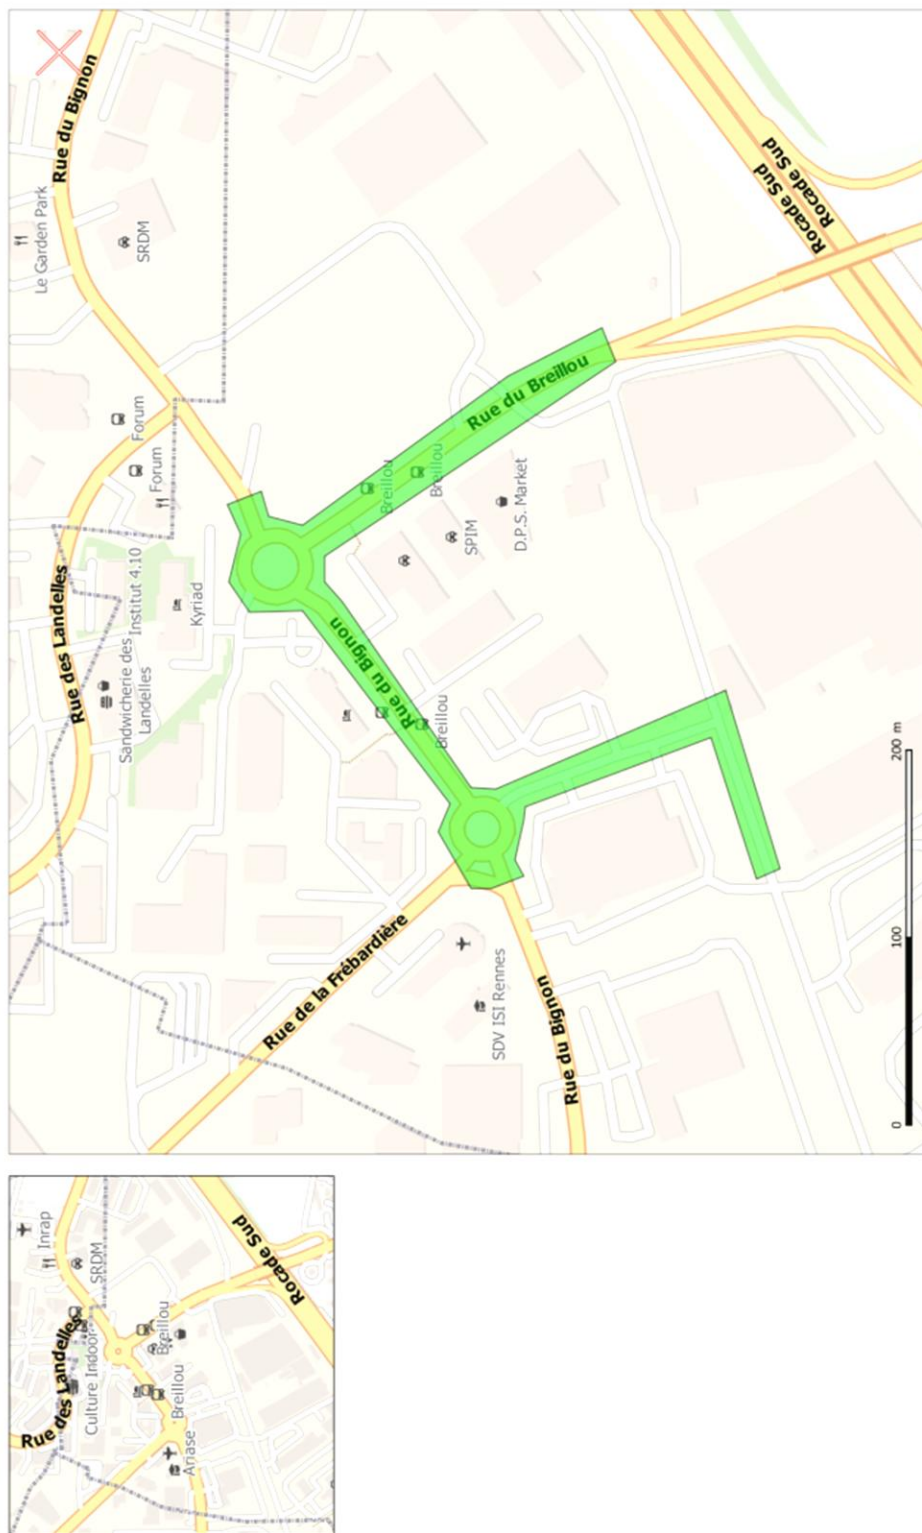 Rue du Bignon
Le Garden Park
SRDM
Rocade Sud
Rocade Sud
Forum
Forum
Rue du Breillou
Breillou
Breillou
SPIM
D.P.S. Market
Rue des Landelles
Institut 4.10
Kyriad
Sandwicherie des
Landelles
Rue du Bignon
Breillou
Rue de la Frébardière
SDV ISI Rennes
Rue du Bignon
0
100
200 m
Inrap
SRDM
Rocade Sud
Rue des Landelles
Culture Indoor
Breillou
Breillou
Ariase